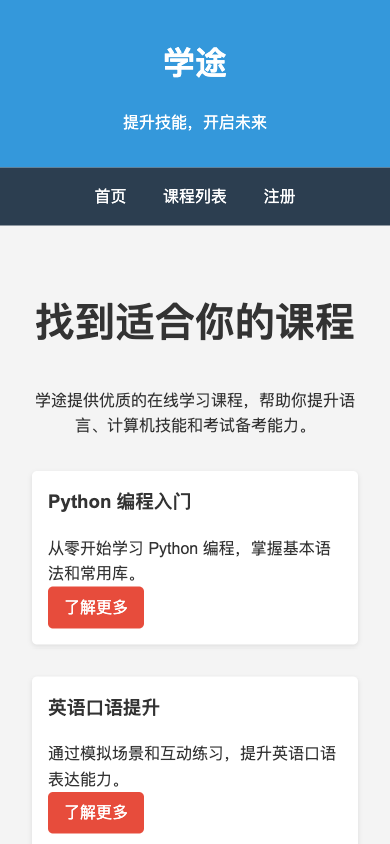 学途
提升技能，开启未来
首页 课程列表 注册
找到适合你的课程
学途提供优质的在线学习课程，帮助你提升语
言、计算机技能和考试备考能力。
Python 编程入门
从零开始学习 Python 编程，掌握基本语
法和常用库。
了解更多
英语口语提升
通过模拟场景和互动练习，提升英语口语
表达能力。
了解更多